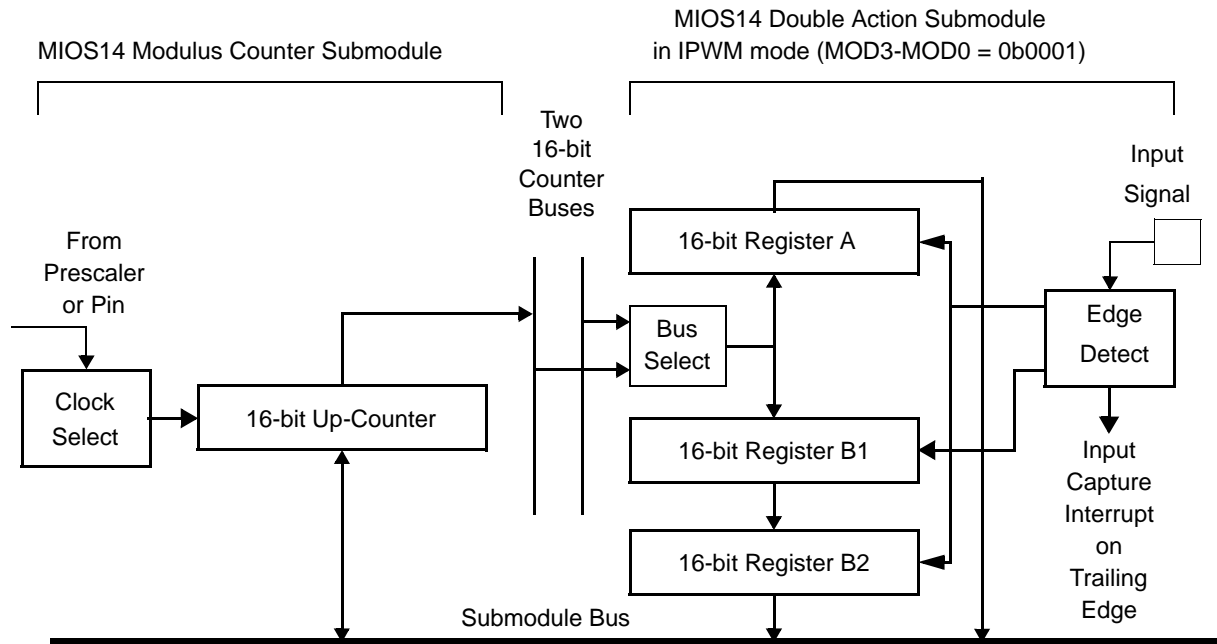 MIOS14 Modulus Counter Submodule
MIOS14 Double Action Submodule
in IPWM mode (MOD3-MOD0 = 0b0001)
Two
16-bit
Counter
Buses
Input
Signal
From
Prescaler
or Pin
16-bit Register A
Bus
Select
Edge
Detect
Clock
Select
16-bit Up-Counter
16-bit Register B1
Input
Capture
Interrupt
on
Trailing
Edge
16-bit Register B2
Submodule Bus